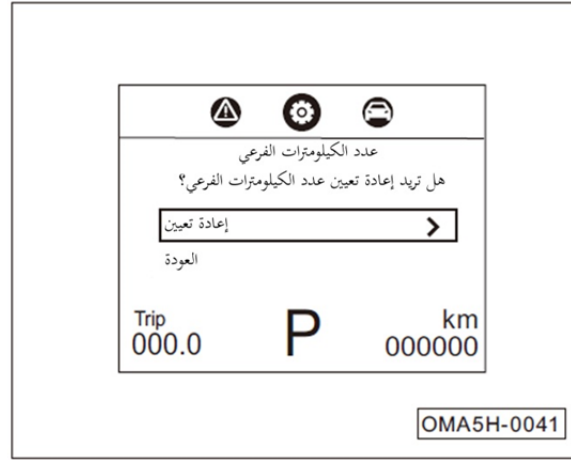 عدد الكيلومترات الفرعي
هل تريد إعادة تعيين عدد الكيلومترات الفرعي؟
إعادة تعيين
العودة
Trip
000.0
P
km
000000
OMA5H-0041